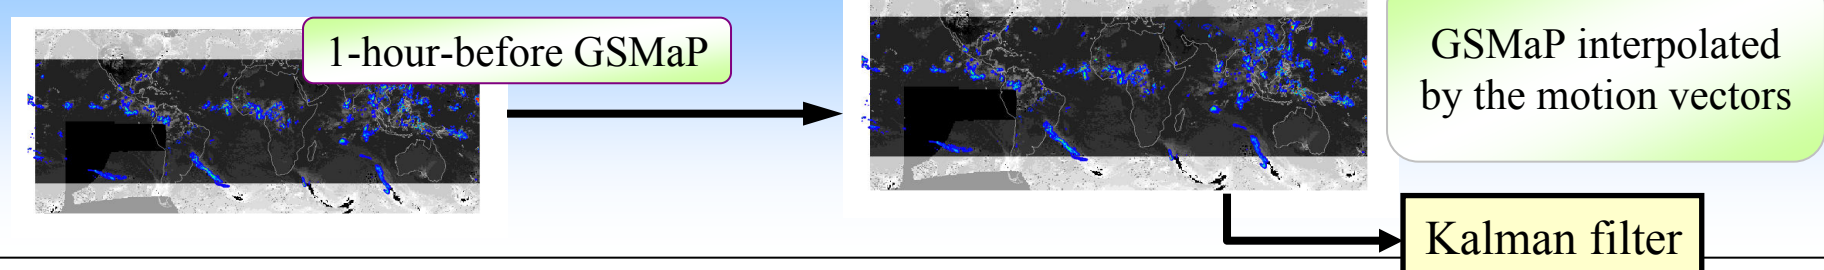 1-hour-before GSMaP
GSMaP interpolated
by the motion vectors
Kalman filter